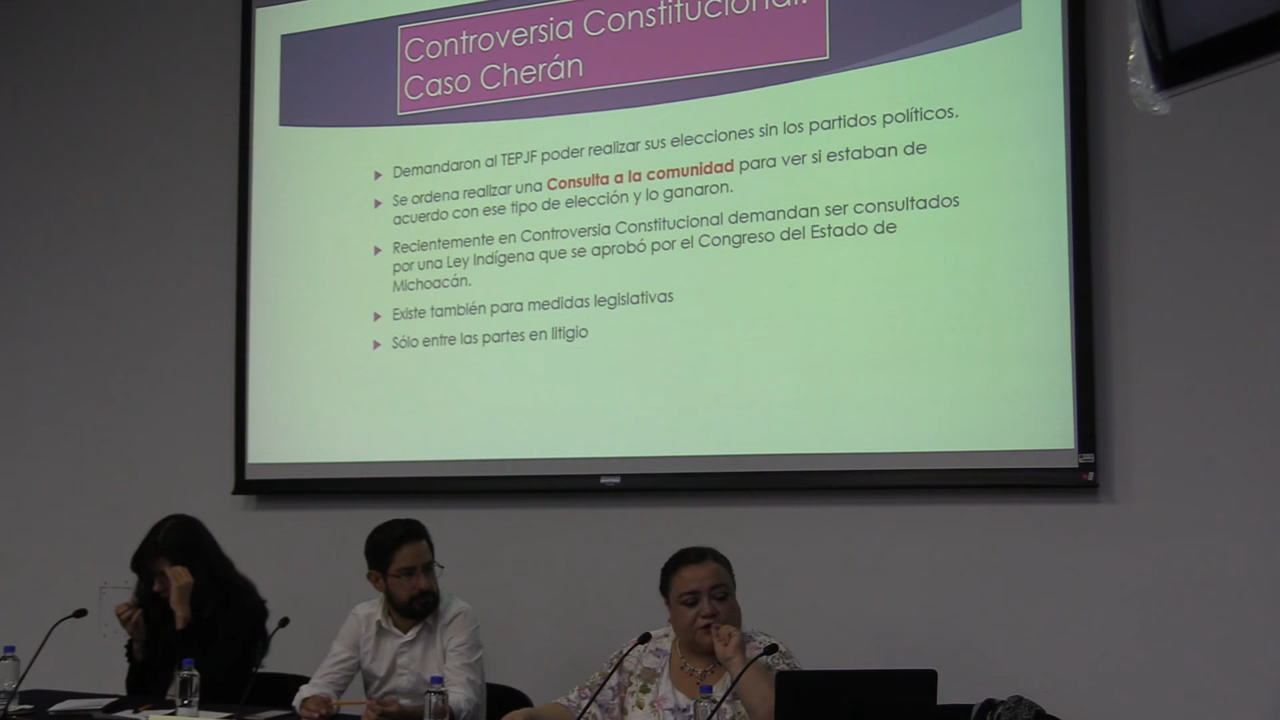 Controversia Constitucional.
Caso Cherán
Demandaron al TEPJF poder realizar sus elecciones sin los partidos políticos.
Se ordena realizar una Consulta a la comunidad para ver si estaban de
acuerdo con ese tipo de elección y lo ganaron.
Recientemente en Controversia Constitucional demandan ser consultados
por una Ley Indígena que se aprobó por el Congreso del Estado de
Michoacán.
Existe también para medidas legislativas
Sólo entre las partes en litigio